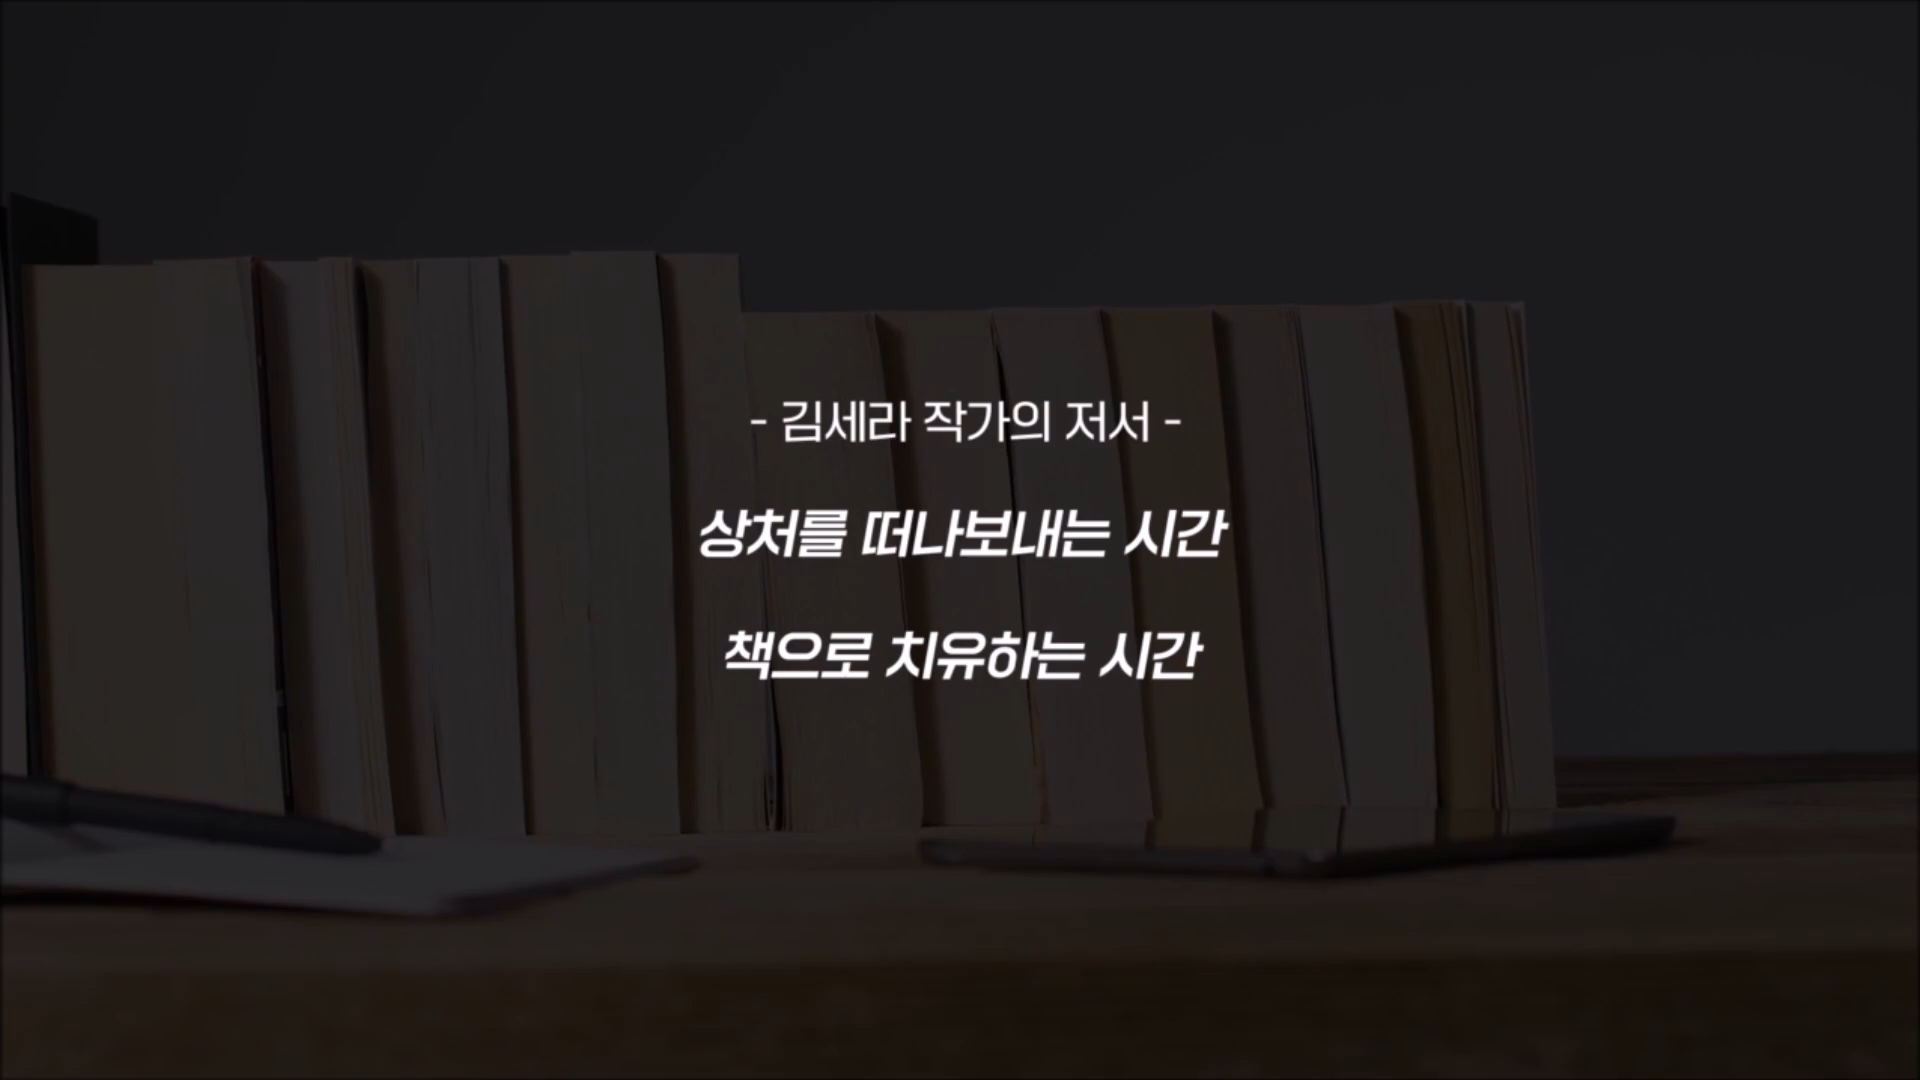 - 김세라 작가의 저서 -
상처를 떠나보내는 시간
책으로 치유하는 시간